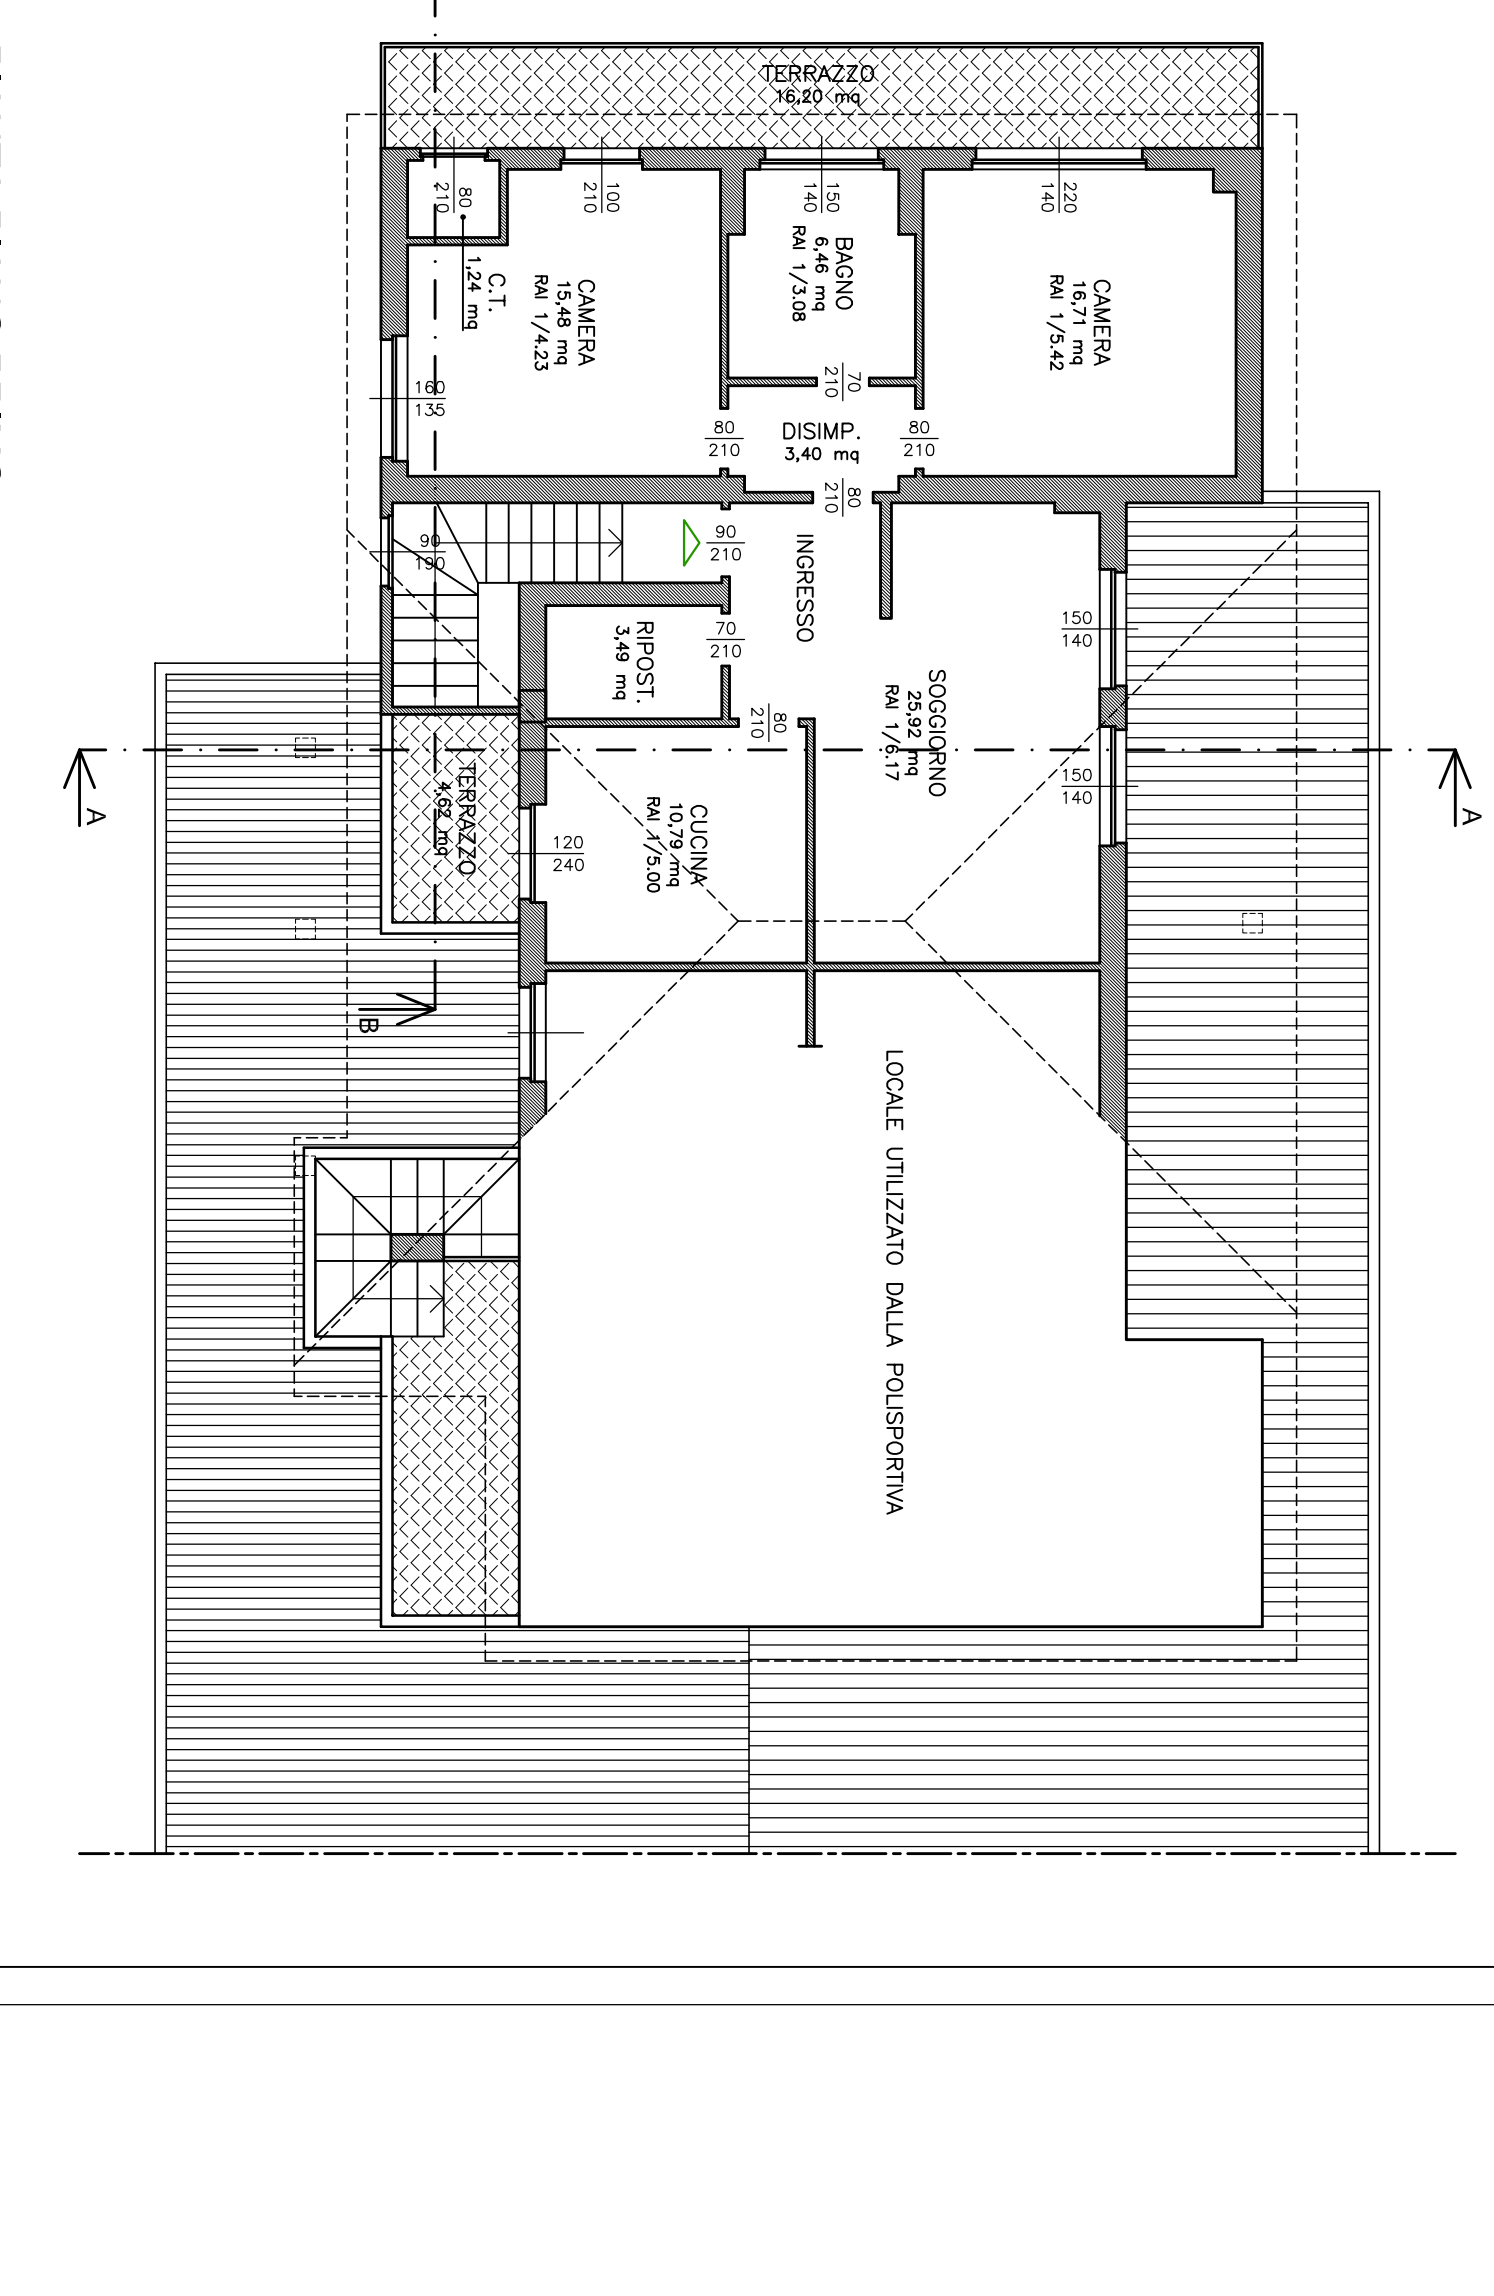 TERRAZZO
16,20 mq
80
210
100
210
150
140
220
140
C.T.
1,24 mq
CAMERA
15,48 mq
RAI 1/4.23
BAGNO
6,46 mq
RAI 1/3.08
CAMERA
16,71 mq
RAI 1/5.42
160
135
70
210
80
210
DISIMP.
3,40 mq
80
210
80
210
90
190
90
210
INGRESSO
RIPOST.
3,49 mq
70
210
150
140
SOGGIORNO
25,92 mq
RAI 1/6.17
80
210
150
140
A
A
TERRAZZO
4,62 mq
120
240
CUCINA
10,79 mq
RAI 1/5.00
B
LOCALE UTILIZZATO DALLA POLISPORTIVA